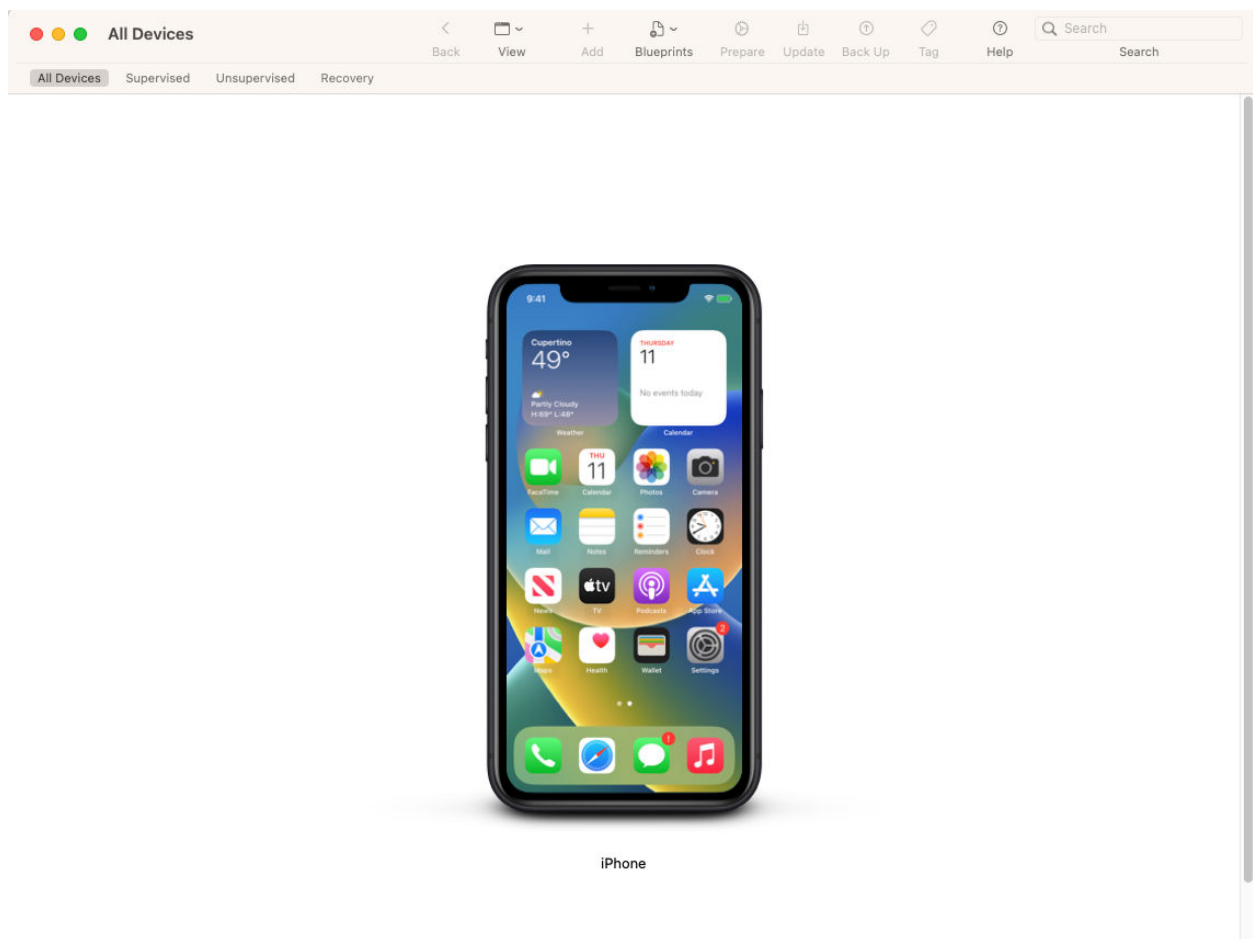 All Devices
Back
View
Add
Blueprints
Prepare
Update
Back Up
Tag
Help
Search
Search
All Devices
Supervised
Unsupervised
Recovery
9:41
Cupertino
49°
Partly Cloudy
H:69° L:48°
Weather
THURSDAY
11
No events today
Calendar
THU
11
FaceTime
Calendar
Photos
Camera
Mail
Notes
Reminders
Clock
tv
News
TV
Podcasts
App Store
2
Maps
Health
Wallet
Settings
!
iPhone